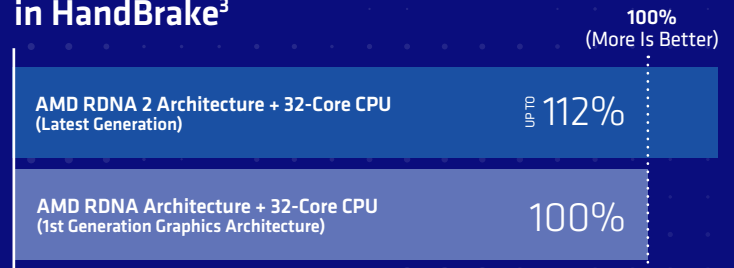 in HandBrake³
100%
(More Is Better)
AMD RDNA 2 Architecture + 32-Core CPU
(Latest Generation)
UP TO 112%
AMD RDNA Architecture + 32-Core CPU
(1st Generation Graphics Architecture)
100%